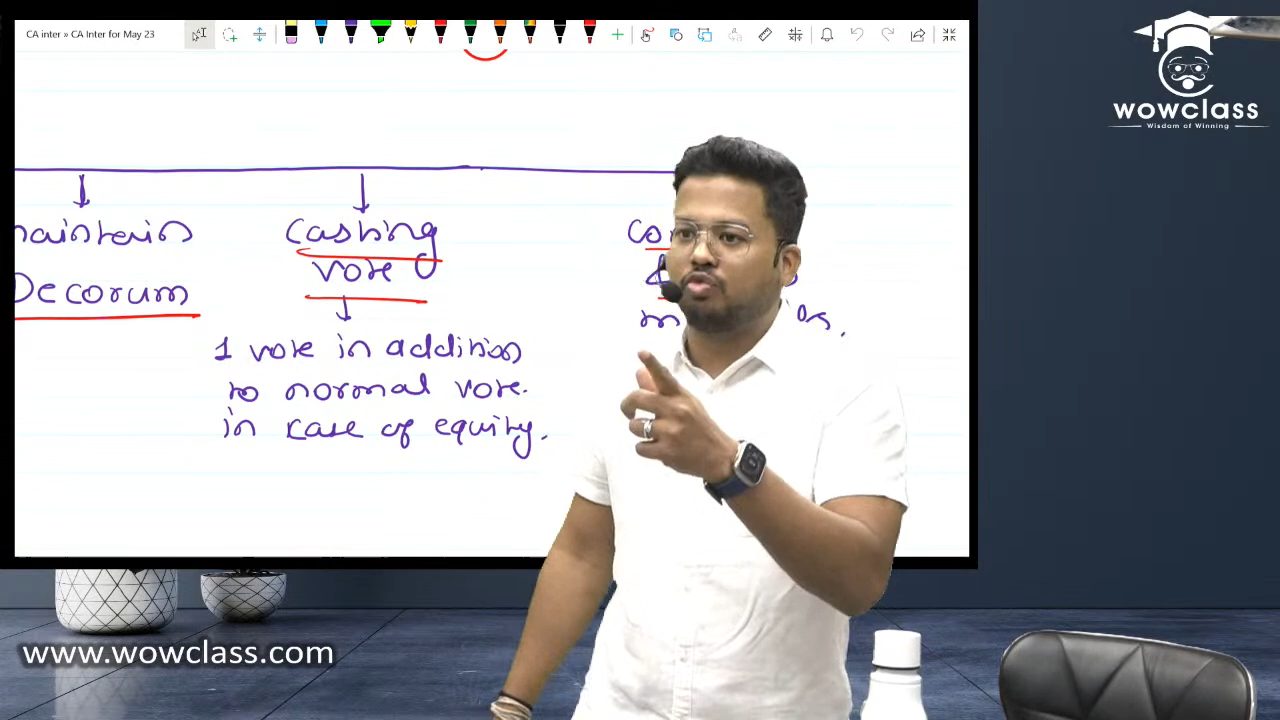 CA inter » CA Inter for May 23
wowclass
Wisdom of Winning
maintain
Decorum
Casting
vote
1 vote in addition
to normal vote.
in case of equity.
www.wowclass.com